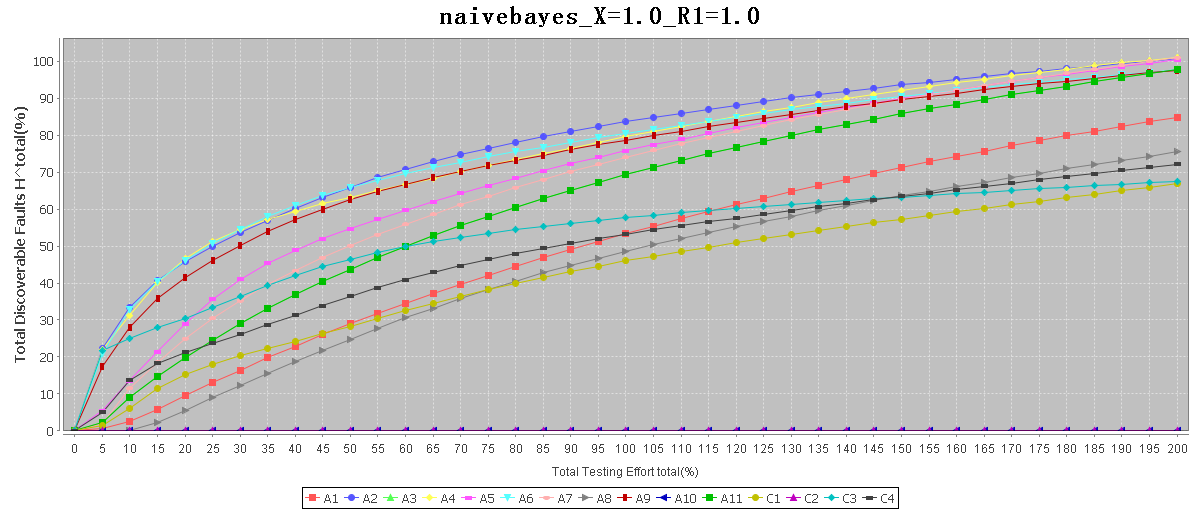 naivebayes_X=1.0_R1=1.0
Total Discoverable Faults H^total(%)
100
90
80
70
60
50
40
30
20
10
0
0 5 10 15 20 25 30 35 40 45 50 55 60 65 70 75 80 85 90 95 100 105 110 115 120 125 130 135 140 145 150 155 160 165 170 175 180 185 190 195 200
Total Testing Effort total(%)
A1 A2 A3 A4 A5 A6 A7 A8 A9 A10 A11 C1 C2 C3 C4